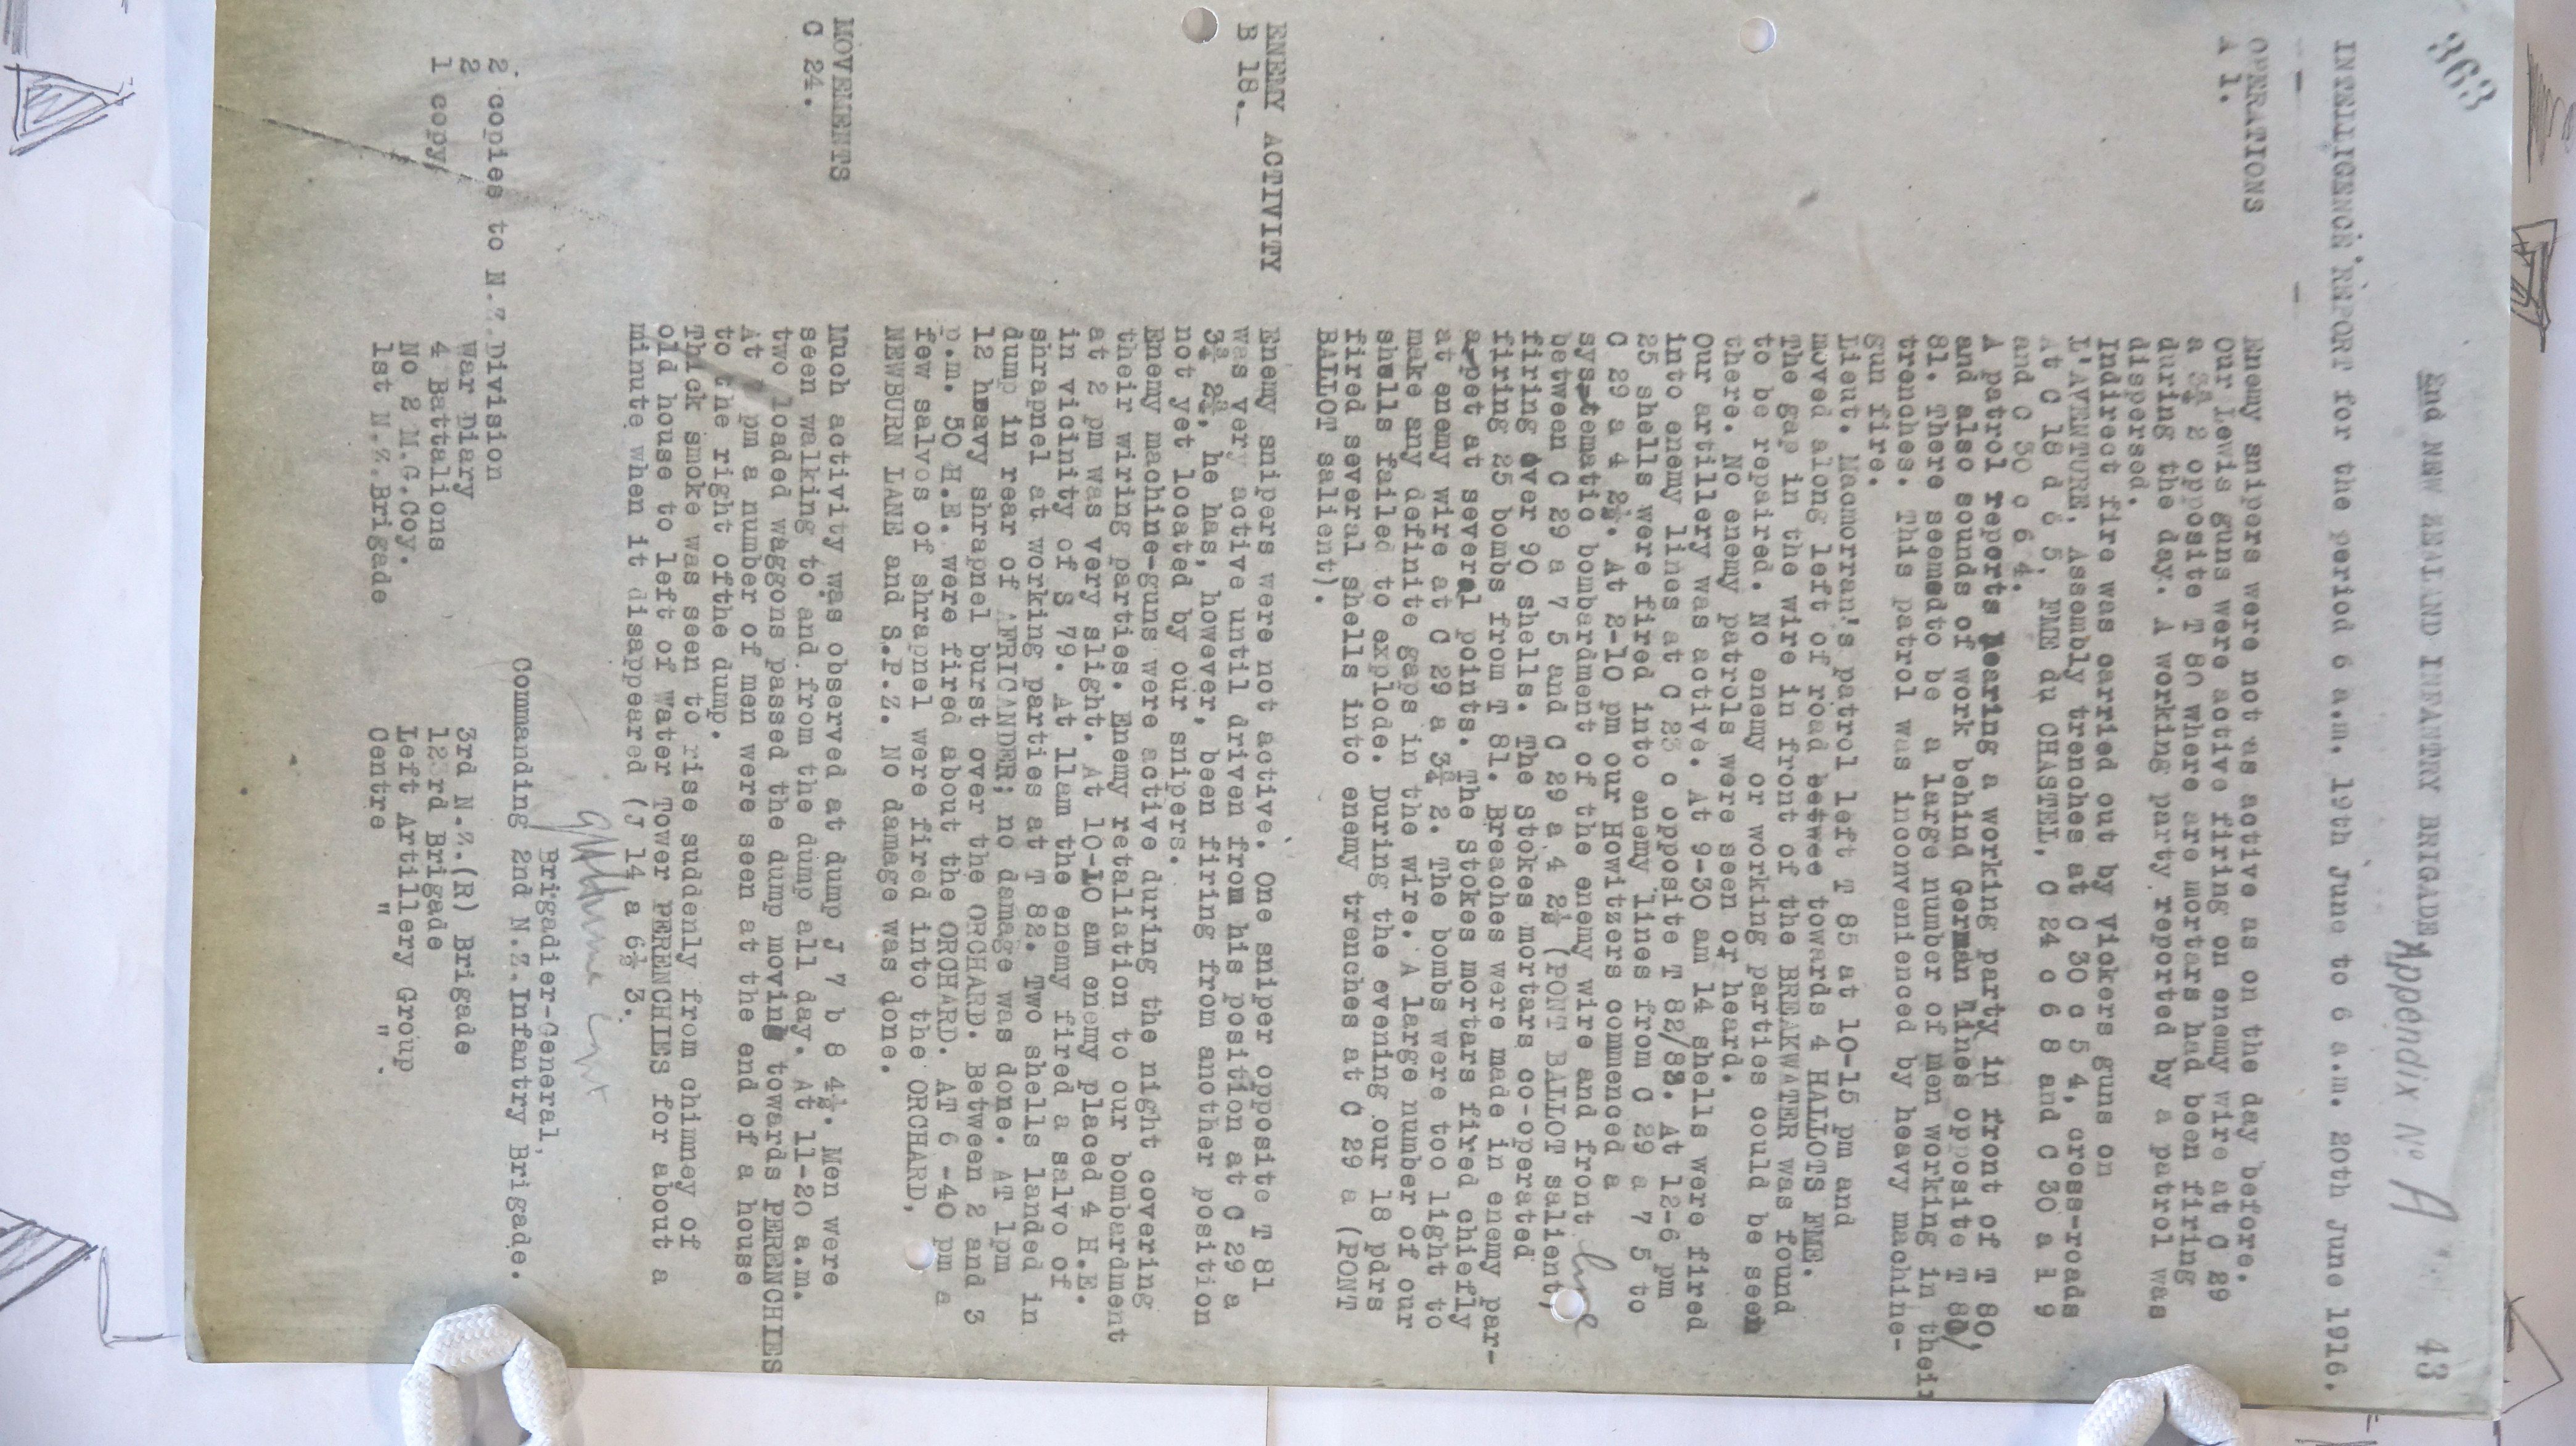 363
2nd NEW ZEALAND INFANTRY BRIGADE
Appendix No. A
43
INTELLIGENCE REPORT for the period 6 a.m. 19th June to 6 a.m. 20th June 1916.
OPERATIONS
A 1.
Enemy snipers were not as active as on the day before.
Our Lewis guns were active firing on enemy wire at C 29
a 3¾ 2 opposite T 80 where are mortars had been firing
during the day. A working party reported by a patrol was
dispersed.
Indirect fire was carried out by Vickers guns on
L'AVENTURE. Assembly trenches at C 30 c 5 4, cross-roads
At C 18 d 6 5, FME du CHASTEL, C 24 c 6 8 and C 30 a 1 9
and C 30 c 6 4.
A patrol reports hearing a working party in front of T 80,
and also sounds of work behind German lines opposite T 80/
81. There seemedto be a large number of men working in their
trenches. This patrol was inconvenienced by heavy machine-
gun fire.
Lieut. Macmorran's patrol left T 85 at 10-15 pm and
moved along left of road betwee towards 4 HALLOTS FME.
The gap in the wire in front of the BREAKWATER was found
to be repaired. No enemy or working parties could be seen
there. No enemy patrols were seen or heard.
Our artillery was active. At 9-30 am 14 shells were fired
into enemy lines at C 23 c opposite T 82/83. At 12-6 pm
25 shells were fired into enemy lines from C 29 a 7 5 to
C 29 a 4 2½. At 2-10 pm our Howitzers commenced a
sys-tematic bombardment of the enemy wire and front line
between C 29 a 7 5 and C 29 a 4 2½ (PONT BALLOT salient)
firing over 90 shells. The Stokes mortars co-operated
firing 25 bombs from T 81. Breaches were made in enemy par-
a pet at several points. The Stokes mortars fired chiefly
at enemy wire at C 29 a 3¾ 2. The bombs were too light to
make any definite gaps in the wire. A large number of our
shells failed to explode. During the evening our 18 pdrs
fired several shells into enemy trenches at C 29 a (PONT
BALLOT salient).
ENEMY ACTIVITY
B 18.
Enemy snipers were not active. One sniper opposite T 81
was very active until driven from his position at C 29 a
3¾ 2¾, he has, however, been firing from another position
not yet located by our snipers.
Enemy machine-guns were active during the night covering
their wiring parties. Enemy retaliation to our bombardment
at 2 pm was very slight. At 10-10 am enemy placed 4 H.E.
in vicinity of S 79. At 11am the enemy fired a salvo of
shrapnel at working parties at T 82. Two shells landed in
dump in rear of AFRICANDER; no damage was done. AT 1pm
12 heavy shrapnel burst over the ORCHARD. Between 2 and 3
p.m. 50 H.E. were fired about the ORCHARD. AT 6 -40 pm a
few salvos of shrapnel were fired into the ORCHARD,
NEWBURN LANE and S.P.Z. No damage was done.
MOVEMENTS
C 24.
Much activity was observed at dump J 7 b 8 4½. Men were
seen walking to and from the dump all day. At 11-20 a.m.
two loaded waggons passed the dump moving towards PERENCHIES
At pm a number of men were seen at the end of a house
to the right ofthe dump.
Thick smoke was seen to rise suddenly from chimney of
old house to left of Water Tower PERENCHIES for about a
minute when it disappeared (J 14 a 6½ 3.
Brigadier-General,
Commanding 2nd N.Z.Infantry Brigade.
2 copies to N.Z.Division
2 War Diary
1 copy 4 Battalions
No 2 M.G.Coy.
1st N.Z.Brigade
3rd N.Z.(R) Brigade
123rd Brigade
Left Artillery Group
Centre " " .